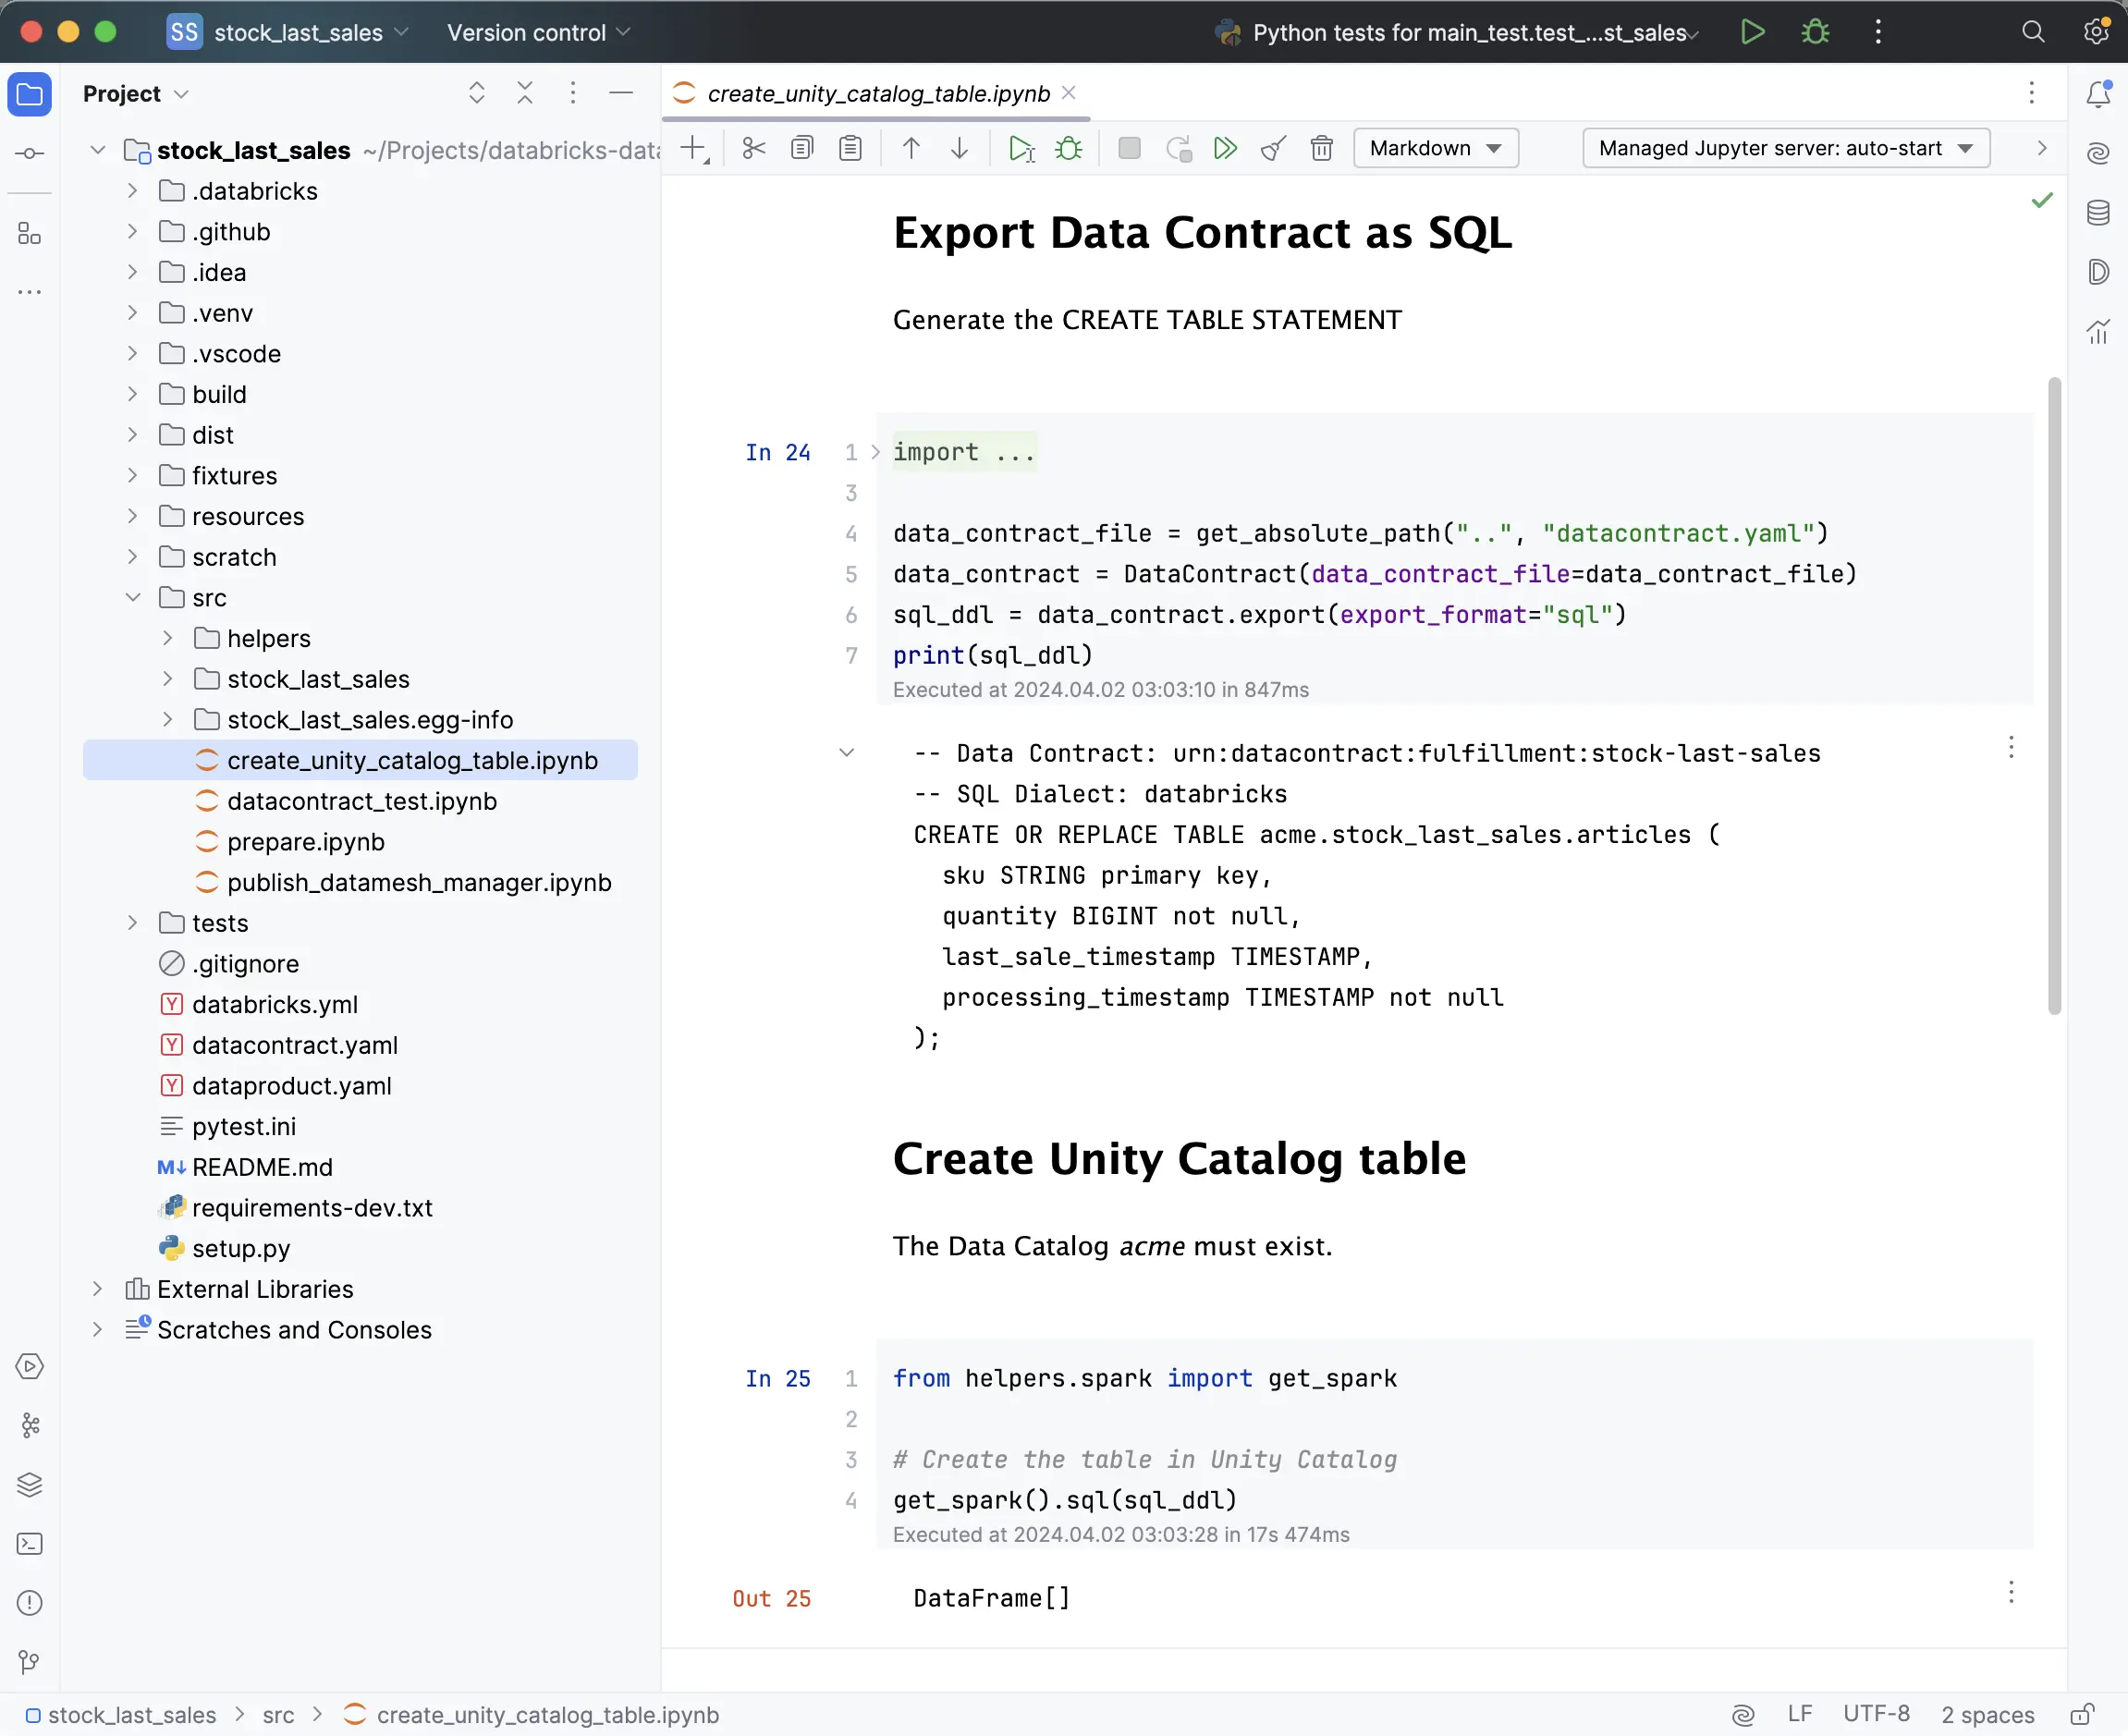 SS stock_last_sales Version control Python tests for main_test.test_...st_sales
Project
stock_last_sales ~/Projects/databricks-data
.databricks
.github
.idea
.venv
.vscode
build
dist
fixtures
resources
scratch
src
helpers
stock_last_sales
stock_last_sales.egg-info
create_unity_catalog_table.ipynb
datacontract_test.ipynb
prepare.ipynb
publish_datamesh_manager.ipynb
tests
.gitignore
Y databricks.yml
Y datacontract.yaml
Y dataproduct.yaml
pytest.ini
M↓ README.md
requirements-dev.txt
setup.py
External Libraries
Scratches and Consoles
create_unity_catalog_table.ipynb
Markdown Managed Jupyter server: auto-start
Export Data Contract as SQL
Generate the CREATE TABLE STATEMENT
In 24
1 import ...
3
4 data_contract_file = get_absolute_path("..", "datacontract.yaml")
5 data_contract = DataContract(data_contract_file=data_contract_file)
6 sql_ddl = data_contract.export(export_format="sql")
7 print(sql_ddl)
Executed at 2024.04.02 03:03:10 in 847ms
-- Data Contract: urn:datacontract:fulfillment:stock-last-sales
-- SQL Dialect: databricks
CREATE OR REPLACE TABLE acme.stock_last_sales.articles (
sku STRING primary key,
quantity BIGINT not null,
last_sale_timestamp TIMESTAMP,
processing_timestamp TIMESTAMP not null
);
Create Unity Catalog table
The Data Catalog acme must exist.
In 25
1 from helpers.spark import get_spark
2
3 # Create the table in Unity Catalog
4 get_spark().sql(sql_ddl)
Executed at 2024.04.02 03:03:28 in 17s 474ms
Out 25 DataFrame[]
stock_last_sales > src > create_unity_catalog_table.ipynb LF UTF-8 2 spaces